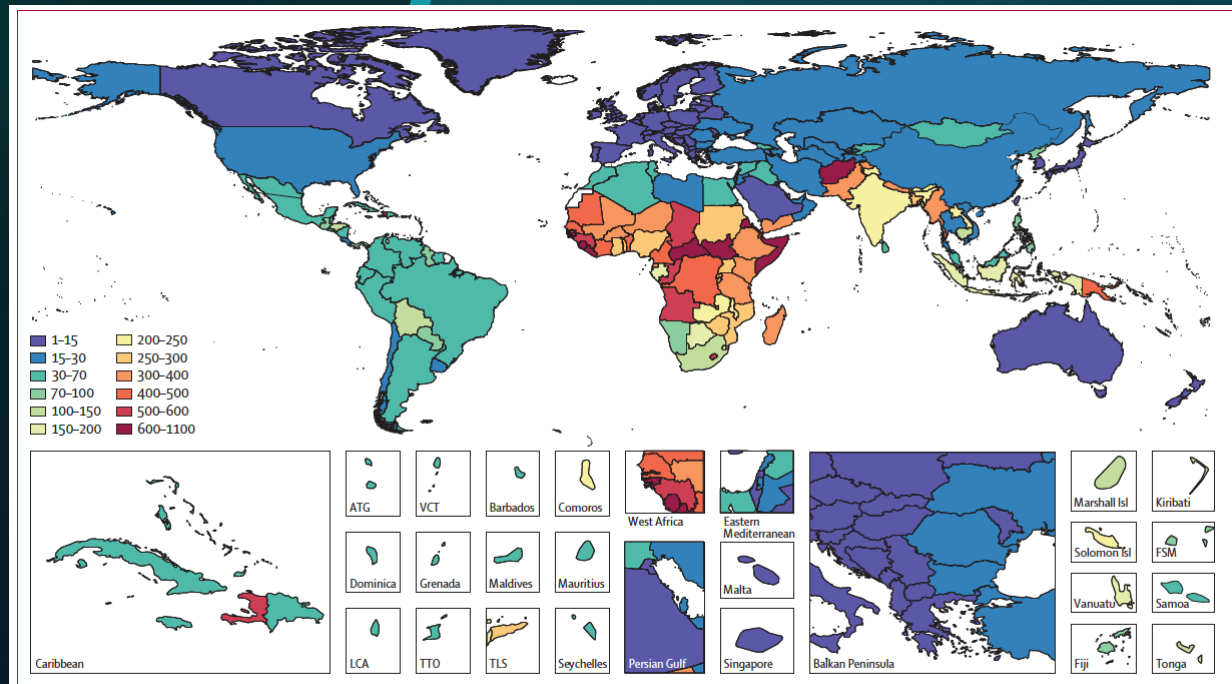 1–15
15–30
30–70
70–100
100–150
150–200
200–250
250–300
300–400
400–500
500–600
600–1100
Caribbean
ATG
VCT
Barbados
Comoros
West Africa
Eastern
Mediterranean
Marshall Isl
Kiribati
Dominica
Grenada
Maldives
Mauritius
Malta
Solomon Isl
FSM
Vanuatu
Samoa
LCA
TTO
TLS
Seychelles
Persian Gulf
Singapore
Balkan Peninsula
Fiji
Tonga